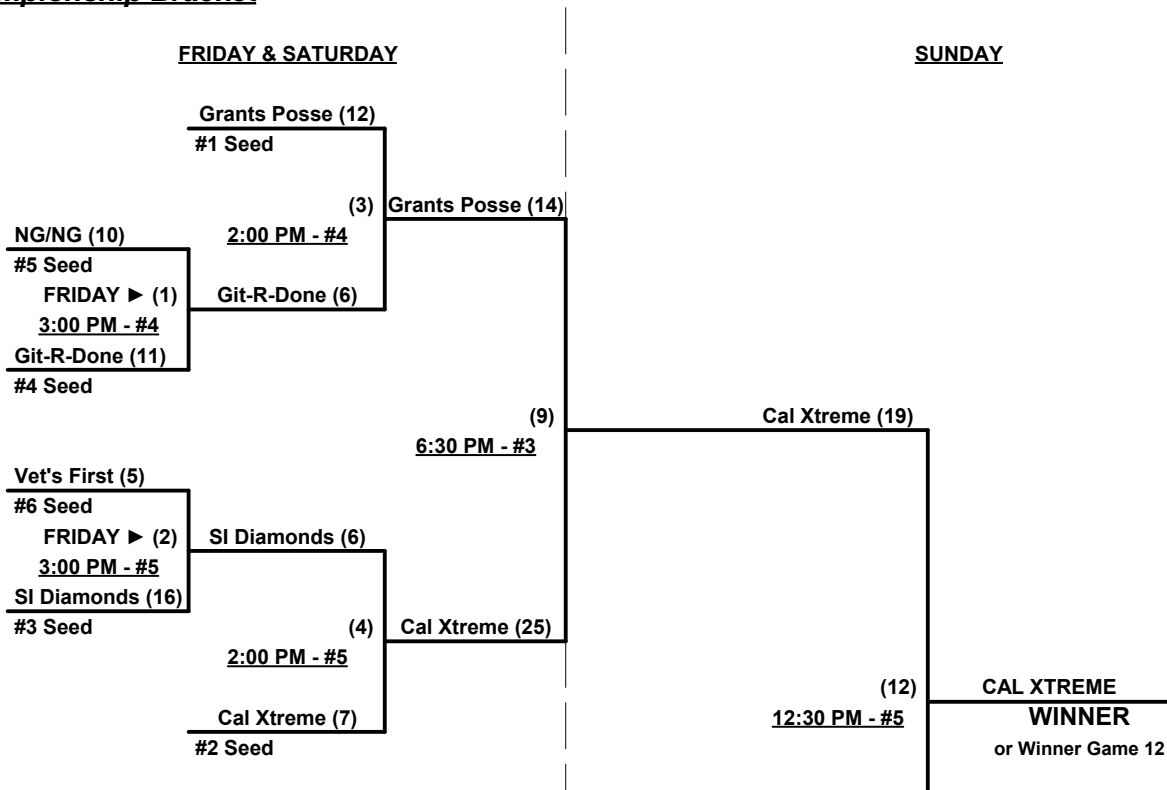 FRIDAY & SATURDAY
SUNDAY
Grants Posse (12)
#1 Seed
(3)
Grants Posse (14)
2:00 PM - #4
NG/NG (10)
#5 Seed
FRIDAY ► (1)
Git-R-Done (6)
3:00 PM - #4
Git-R-Done (11)
#4 Seed
(9)
Cal Xtreme (19)
6:30 PM - #3
Vet's First (5)
#6 Seed
FRIDAY ► (2)
SI Diamonds (6)
3:00 PM - #5
SI Diamonds (16)
#3 Seed
(4)
Cal Xtreme (25)
2:00 PM - #5
Cal Xtreme (7)
#2 Seed
(12)
CAL XTREME
12:30 PM - #5
WINNER
or Winner Game 12